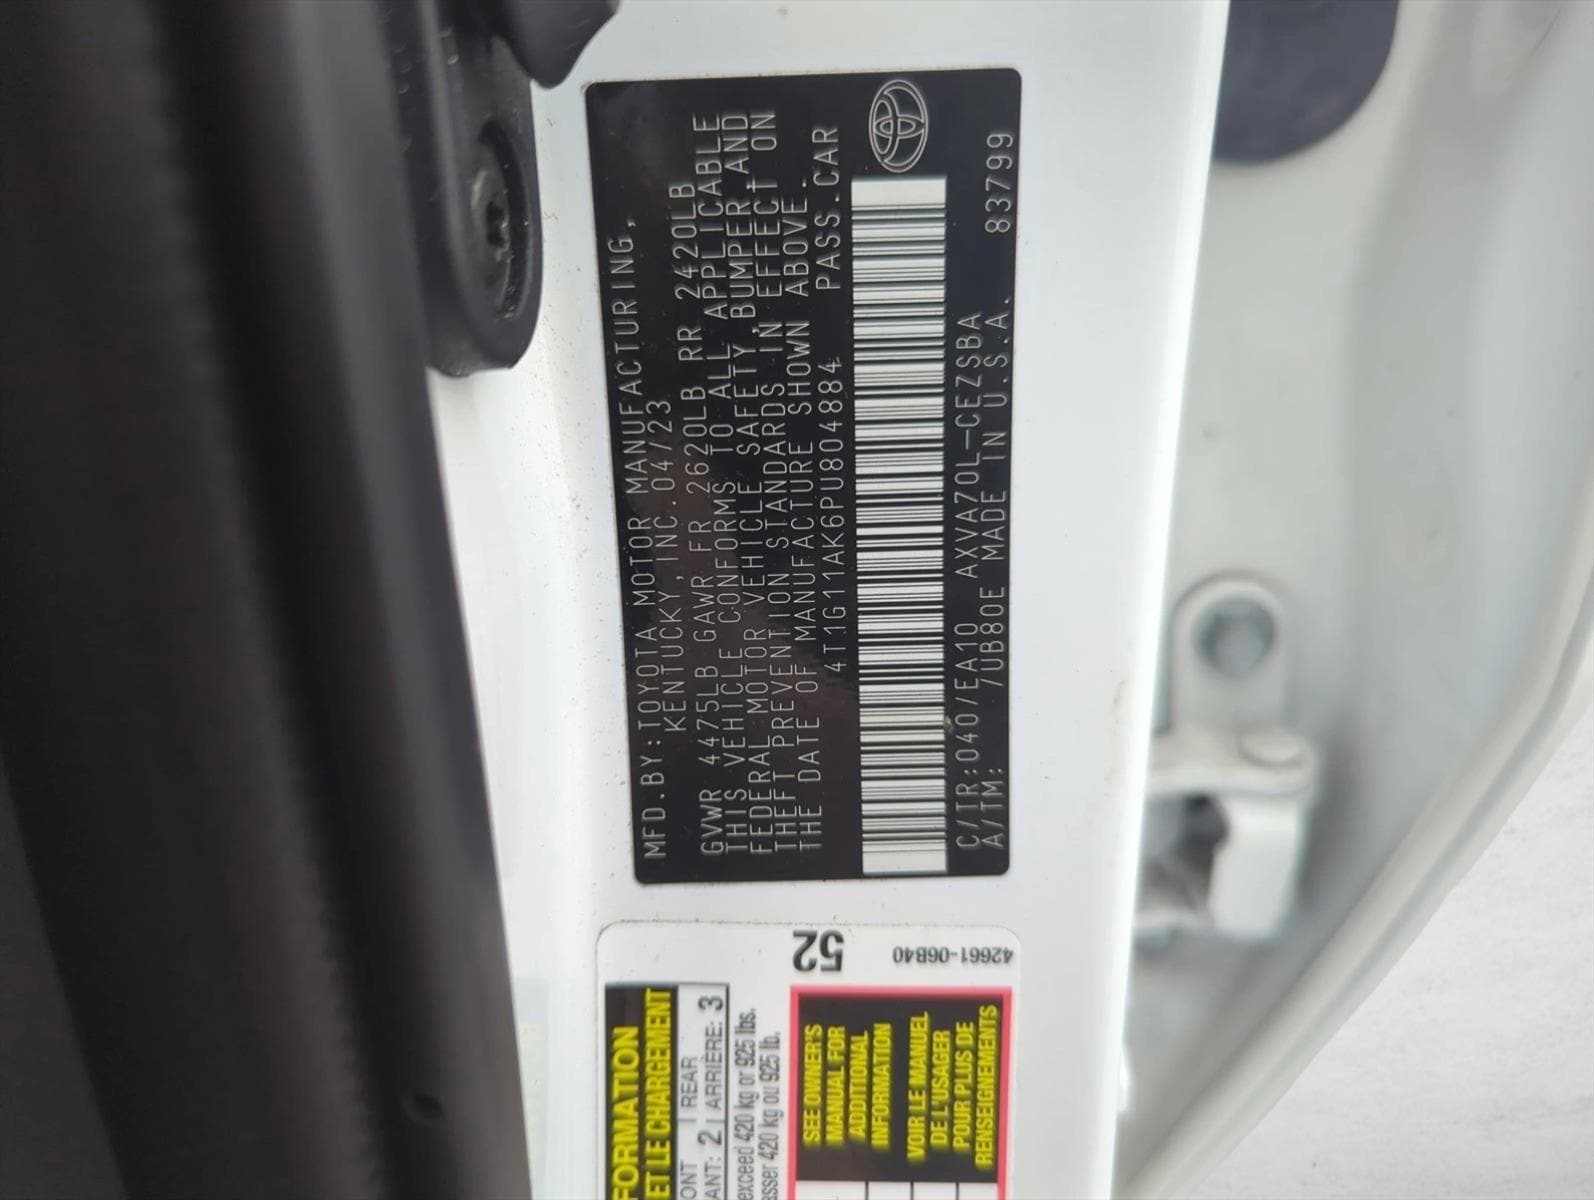 MFD.BY:TOYOTA MOTOR MANUFACTURING,
KENTUCKY,INC.04/23
GVWR 4475LB GAWR FR 2620LB RR 2420LB
THIS VEHICLE CONFORMS TO ALL APPLICABLE
FEDERAL MOTOR VEHICLE SAFETY,BUMPER,AND
THEFT PREVENTION STANDARDS IN EFFECT ON
THE DATE OF MANUFACTURE SHOWN ABOVE.
4T1G11AK6PU804884 PASS.CAR
C/TR:040/EA10 AXVA70L-CEZSBA
A/TM: /UB80E MADE IN U.S.A. 83799
52
42661-06B40
FORMATION
ET LE CHARGEMENT
REAR
ANT: 2 ARRIÈRE: 3
exceed 420 kg or 925 lbs.
420 kg ou 925 lb.
SEE OWNER'S
MANUAL FOR
ADDITIONAL
INFORMATION
VOIR LE MANUEL
DE L'USAGER
POUR PLUS DE
RENSEIGNEMENTS